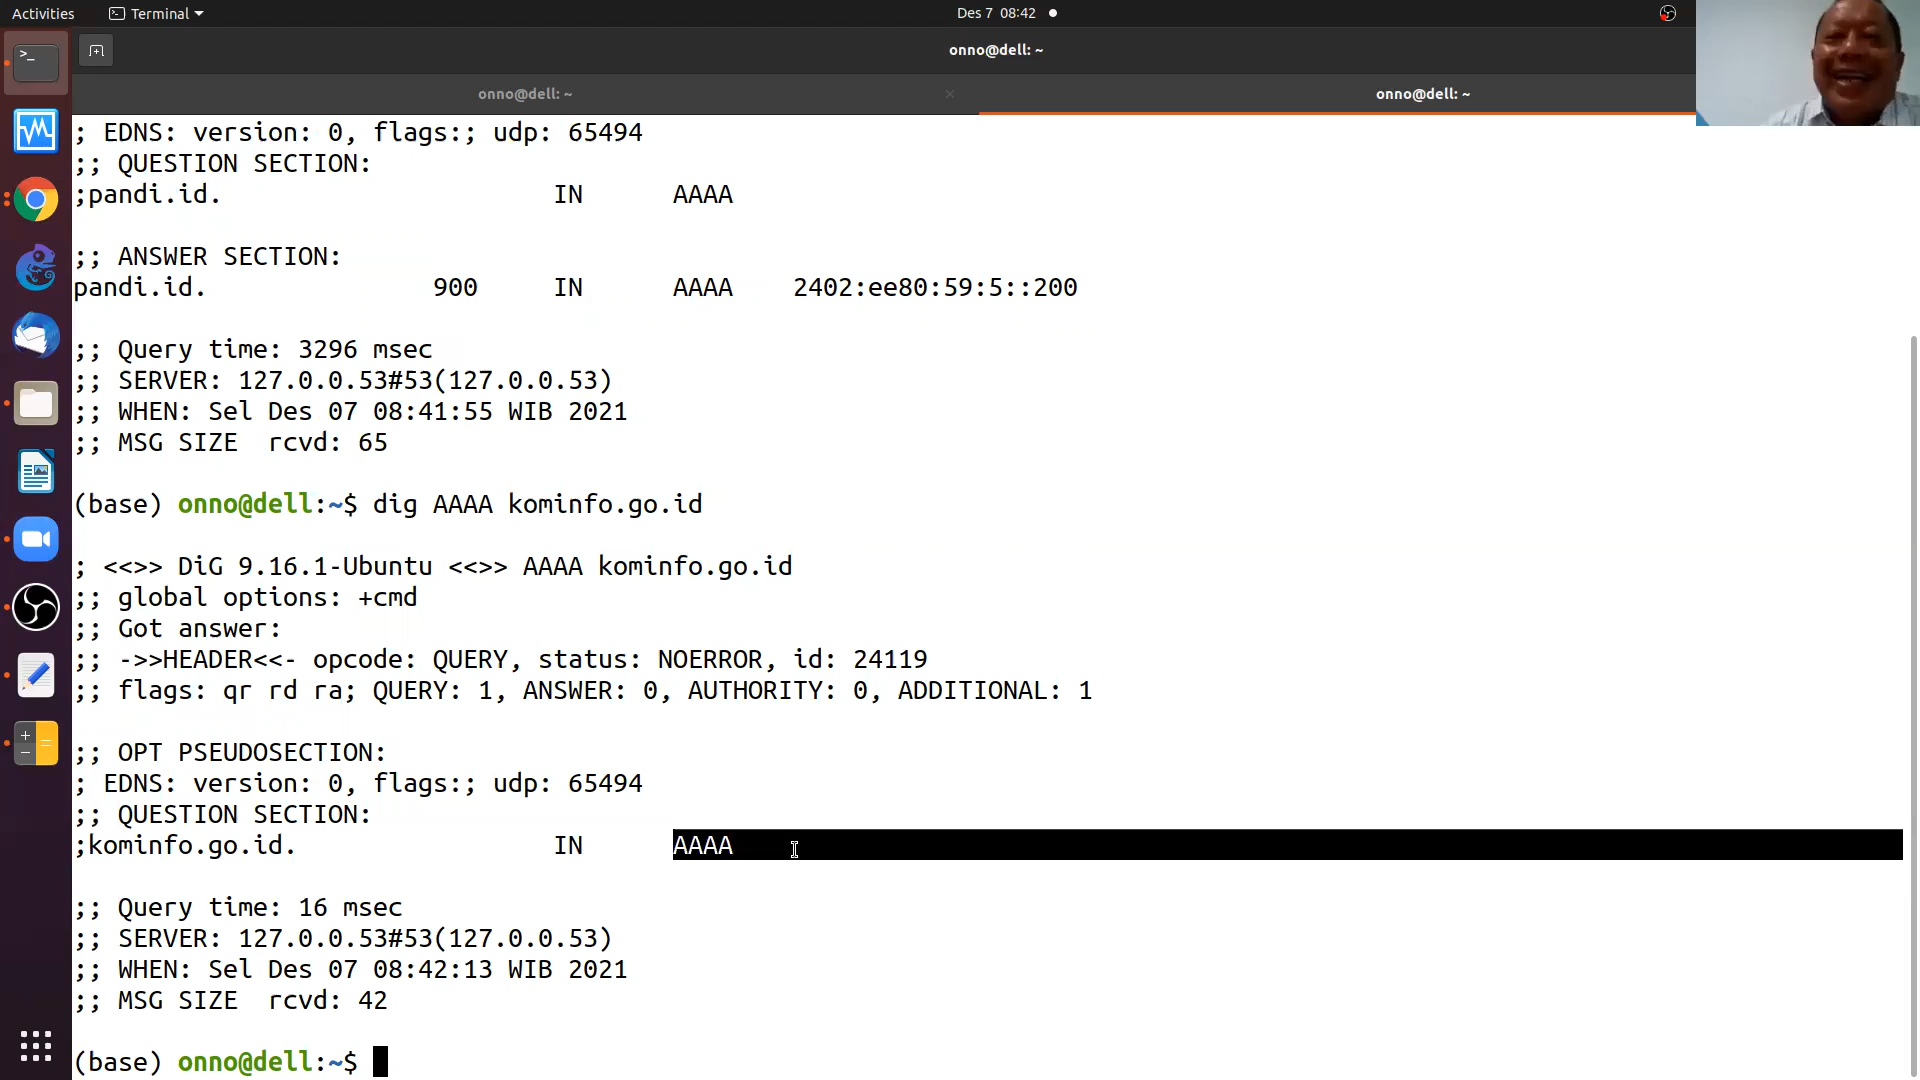 Activities
Terminal
Des 7 08:42
onno@dell: ~
onno@dell: ~
onno@dell: ~
; EDNS: version: 0, flags:; udp: 65494
;; QUESTION SECTION:
;pandi.id. IN AAAA
;; ANSWER SECTION:
pandi.id. 900 IN AAAA 2402:ee80:59:5::200
;; Query time: 3296 msec
;; SERVER: 127.0.0.53#53(127.0.0.53)
;; WHEN: Sel Des 07 08:41:55 WIB 2021
;; MSG SIZE rcvd: 65
(base) onno@dell:~$ dig AAAA kominfo.go.id
; <<>> DiG 9.16.1-Ubuntu <<>> AAAA kominfo.go.id
;; global options: +cmd
;; Got answer:
;; ->>HEADER<<- opcode: QUERY, status: NOERROR, id: 24119
;; flags: qr rd ra; QUERY: 1, ANSWER: 0, AUTHORITY: 0, ADDITIONAL: 1
;; OPT PSEUDOSECTION:
; EDNS: version: 0, flags:; udp: 65494
;; QUESTION SECTION:
;kominfo.go.id. IN AAAA
;; Query time: 16 msec
;; SERVER: 127.0.0.53#53(127.0.0.53)
;; WHEN: Sel Des 07 08:42:13 WIB 2021
;; MSG SIZE rcvd: 42
(base) onno@dell:~$